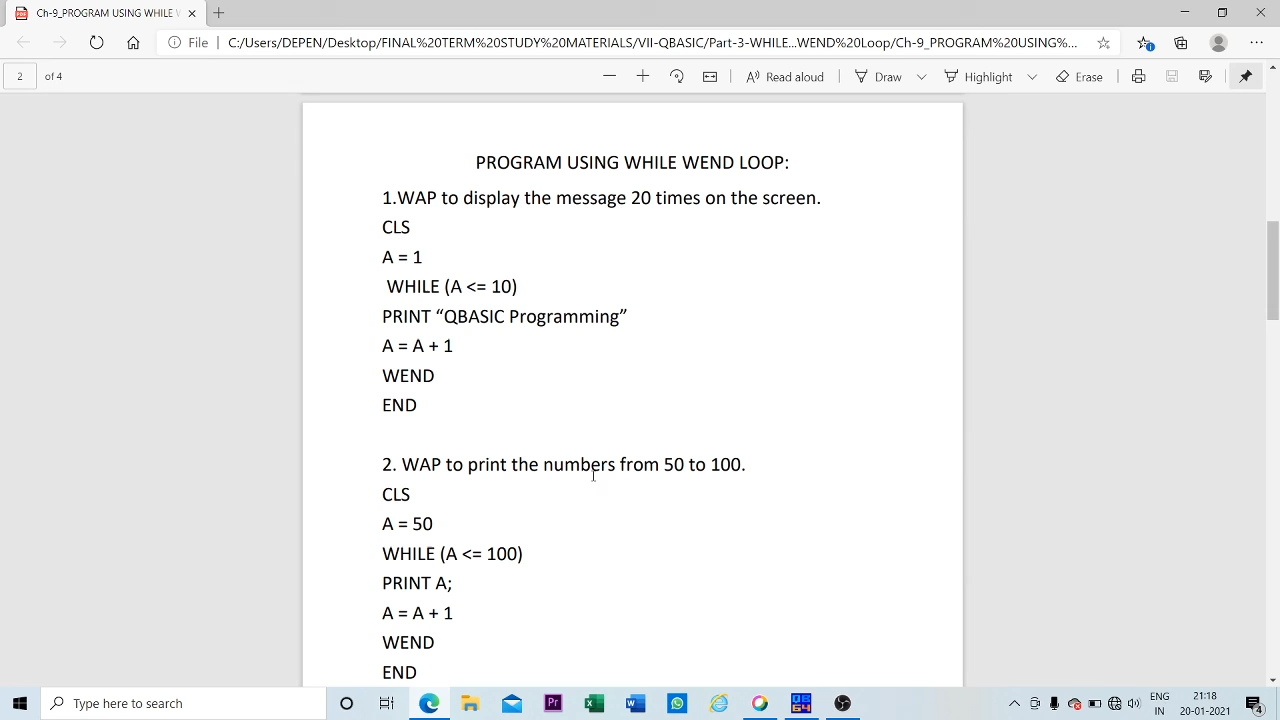 Ch-9_PROGRAM USING WHILE W
File
C:/Users/DEPEN/Desktop/FINAL%20TERM%20STUDY%20MATERIALS/VII-QBASIC/Part-3-WHILE...WEND%20Loop/Ch-9_PROGRAM%20USING%...
2 of 4
Read aloud
Draw
Highlight
Erase
PROGRAM USING WHILE WEND LOOP:
1.WAP to display the message 20 times on the screen.
CLS
A = 1
WHILE (A <= 10)
PRINT “QBASIC Programming”
A = A + 1
WEND
END
2. WAP to print the numbers from 50 to 100.
CLS
A = 50
WHILE (A <= 100)
PRINT A;
A = A + 1
WEND
END
Type here to search
ENG
IN
21:18
20-01-2021